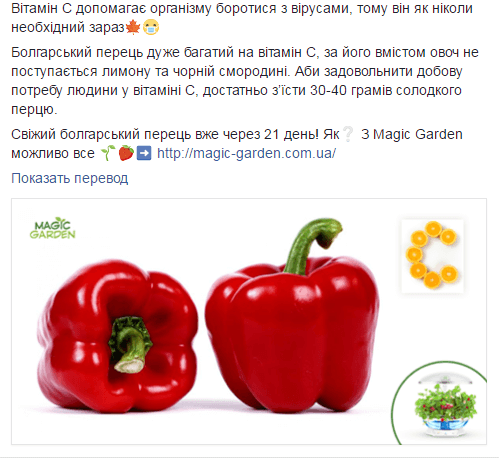 Вітамін С допомагає організму боротися з вірусами, тому він як ніколи
необхідний зараз🍁😷
Болгарський перець дуже багатий на вітамін С, за його вмістом овоч не
поступається лимону та чорній смородині. Аби задовольнити добову
потребу людини у вітаміні С, достатньо з'їсти 30-40 грамів солодкого
перцю.
Свіжий болгарський перець вже через 21 день! Як❔ З Magic Garden
можливо все 🌱🍓➡ http://magic-garden.com.ua/
Показать перевод
MAGIC
GARDEN